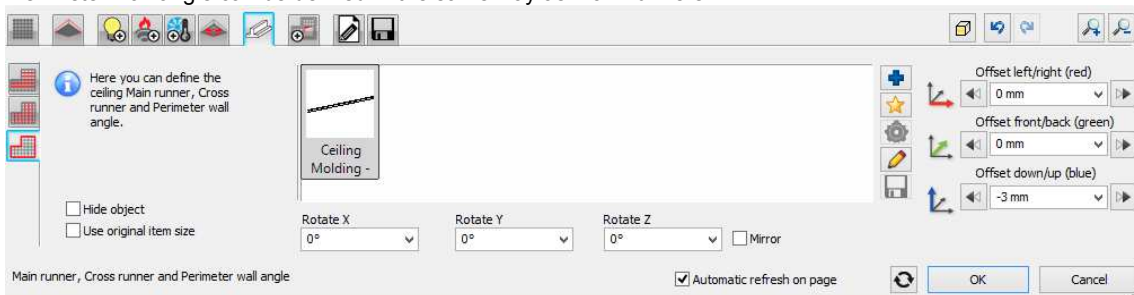 Here you can define the
ceiling Main runner, Cross
runner and Perimeter wall
angle.
Hide object
Use original item size
Ceiling
Molding -
Rotate X
0°
Rotate Y
0°
Rotate Z
0°
Mirror
Offset left/right (red)
0 mm
Offset front/back (green)
0 mm
Offset down/up (blue)
-3 mm
Main runner, Cross runner and Perimeter wall angle
Automatic refresh on page
OK
Cancel